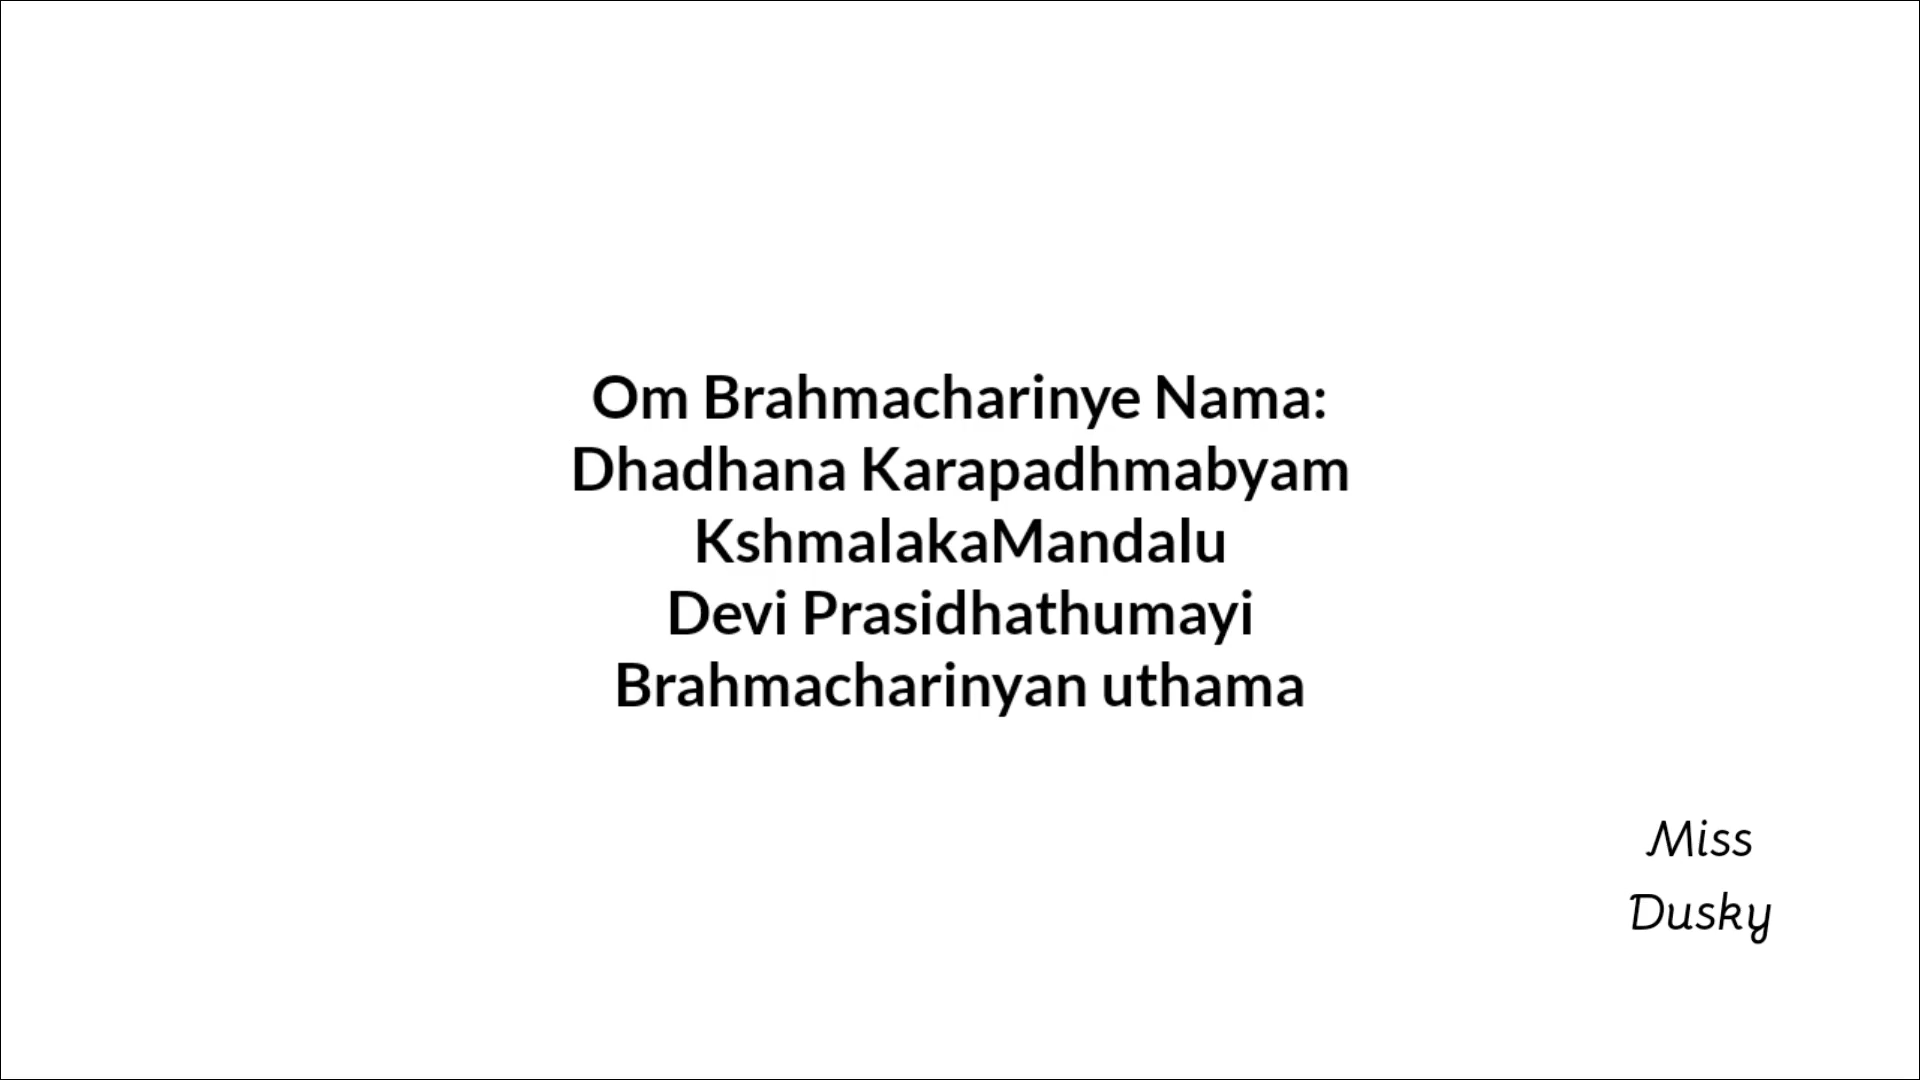 Om Brahmacharinye Nama:
Dhadhana Karapadhmabyam
KshmalakaMandalu
Devi Prasidhathumayi
Brahmacharinyan uthama
Miss
Dusky